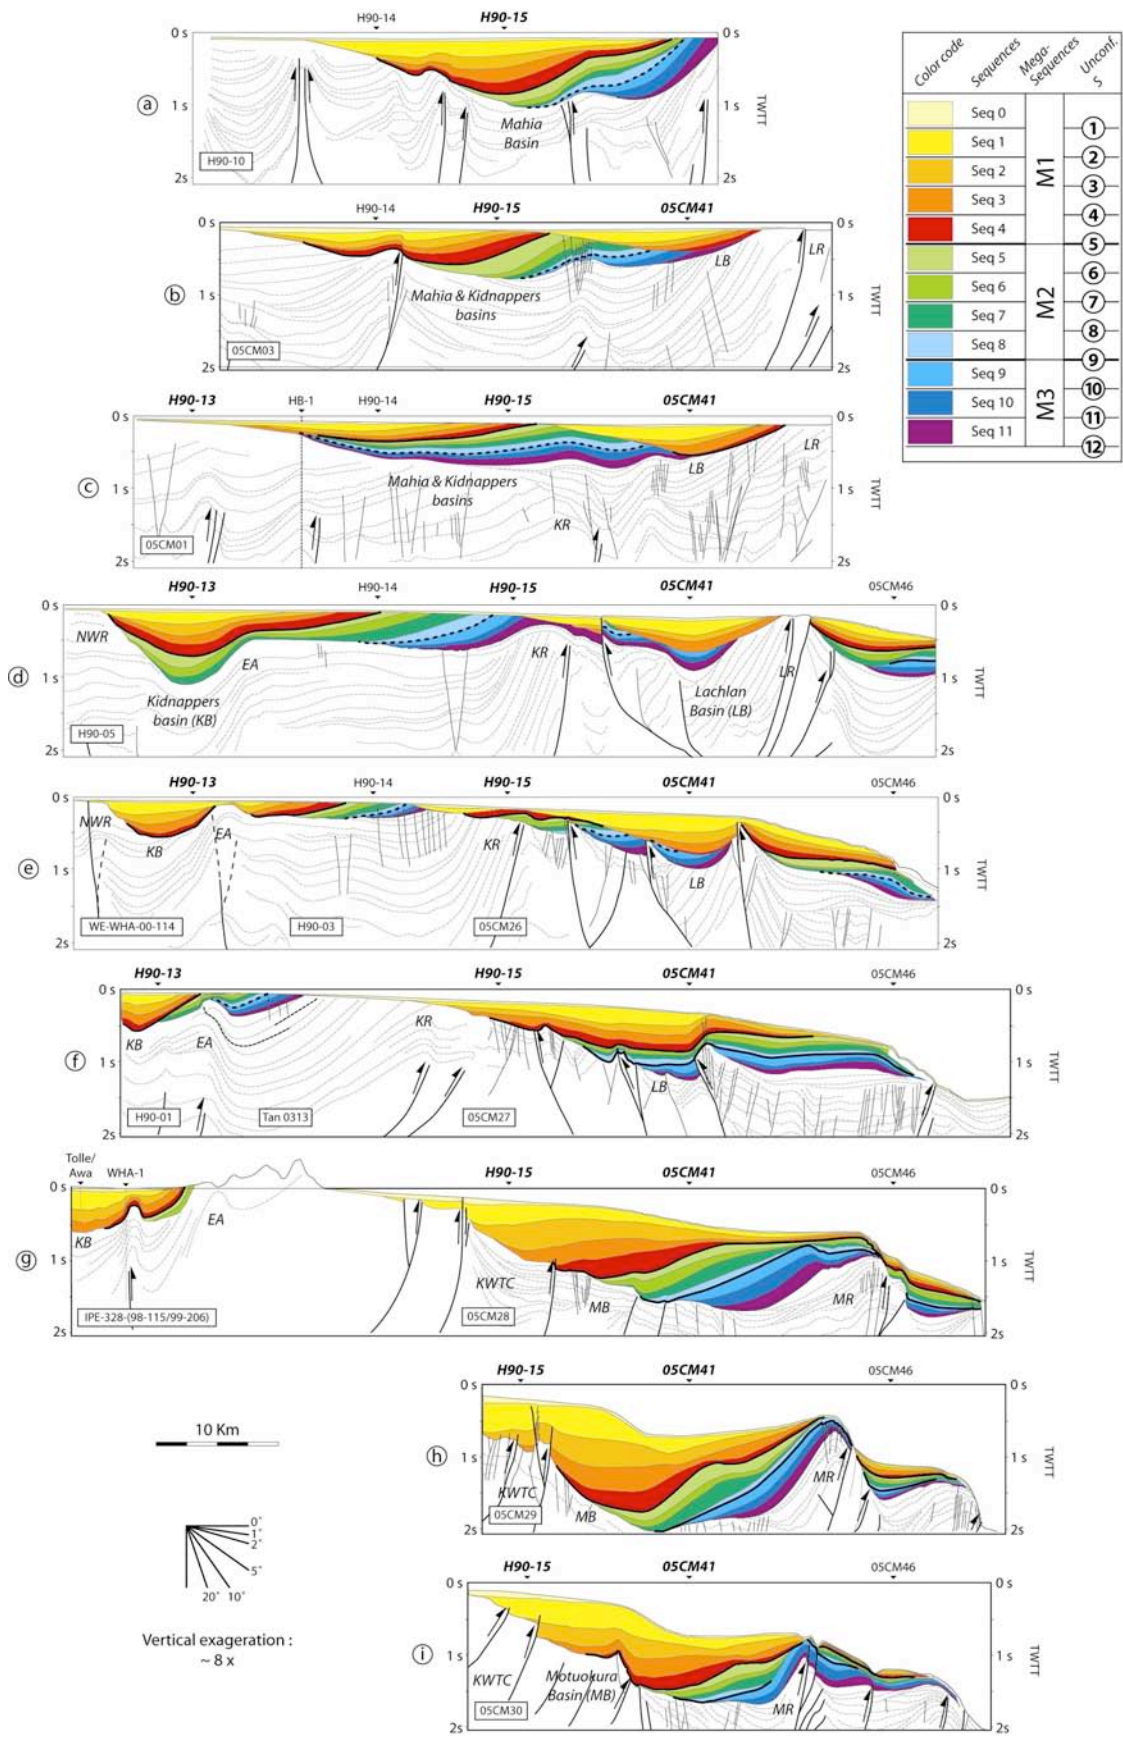 H90-14 H90-15
0 s 0 s
1 s 1 s
2s 2s
TWTT
Mahia
Basin
ⓐ
H90-10
Color code Sequences Mega-Sequences Unconf. S
Seq 0
Seq 1
Seq 2
Seq 3
Seq 4
Seq 5
Seq 6
Seq 7
Seq 8
Seq 9
Seq 10
Seq 11
M1
M2
M3
①
②
③
④
⑤
⑥
⑦
⑧
⑨
⑩
⑪
⑫
H90-14 H90-15 05CM41
0 s 0 s
LB LR
ⓑ
1 s 1 s
Mahia & Kidnappers
basins
TWTT
05CM03
2s 2s
H90-13 HB-1 H90-14 H90-15 05CM41
0 s 0 s
LB LR
ⓒ
1 s 1 s
Mahia & Kidnappers
basins
KR
TWTT
05CM01
2s 2s
H90-13 H90-14 H90-15 05CM41 05CM46
0 s 0 s
NWR EA KR LR
ⓓ
1 s 1 s
Kidnappers
basin (KB)
Lachlan
Basin (LB)
TWTT
H90-05
2s 2s
H90-13 H90-14 H90-15 05CM41 05CM46
0 s 0 s
NWR KB EA KR LB
ⓔ
1 s 1 s
TWTT
WE-WHA-00-114 H90-03 05CM26
2s 2s
H90-13 H90-15 05CM41 05CM46
0 s 0 s
KB EA KR LB
ⓕ
1 s 1 s
TWTT
H90-01 Tan 0313 05CM27
2s 2s
Tolle/
Awa WHA-1 H90-15 05CM41 05CM46
0 s 0 s
KB EA KWTC MB MR
ⓖ
1 s 1 s
TWTT
IPE-328-(98-115/99-206) 05CM28
2s 2s
H90-15 05CM41 05CM46
0 s 0 s
ⓗ
1 s 1 s
KWTC MB MR
TWTT
05CM29
2s 2s
10 Km
0°
1°
2°
5°
20° 10°
Vertical exageration :
~ 8 x
H90-15 05CM41 05CM46
0 s 0 s
ⓘ
1 s 1 s
KWTC
Motuokura
Basin (MB)
MR
TWTT
05CM30
2s 2s